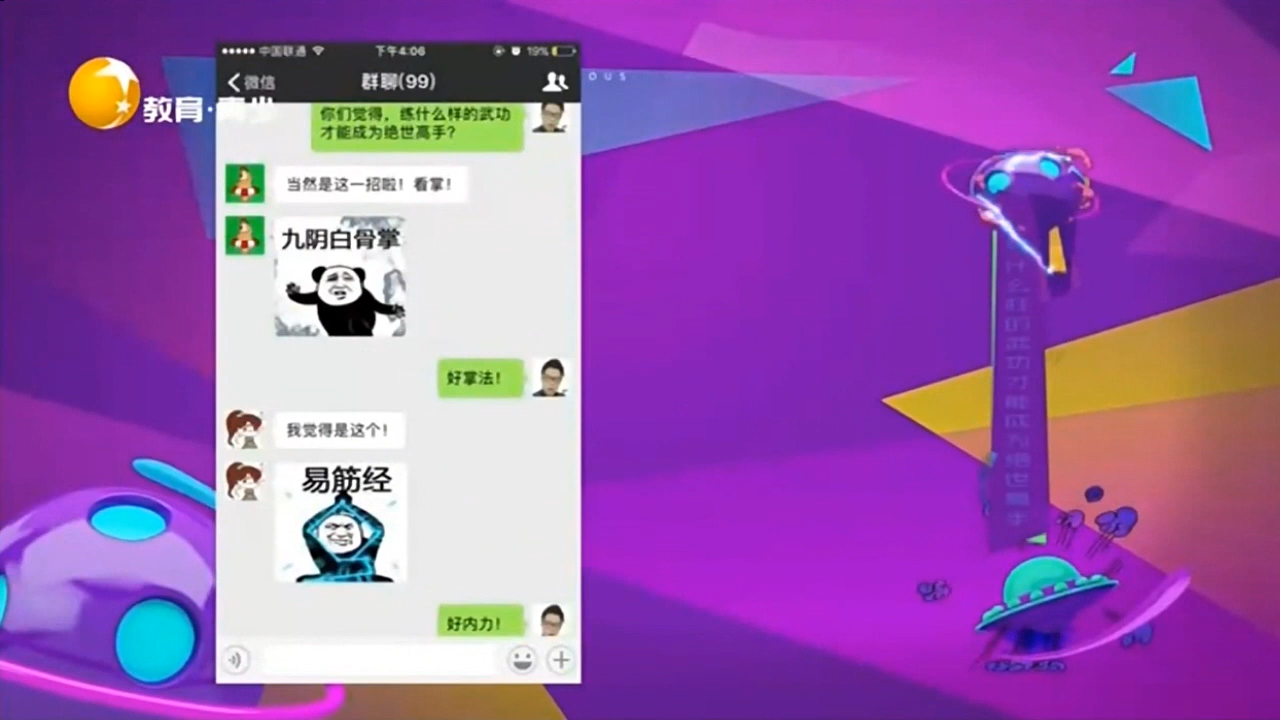 中国联通
下午4:06
19%
微信
群聊(99)
教育·青少
OUS
你们觉得，练什么样的武功
才能成为绝世高手？
当然是这一招啦！看掌！
九阴白骨掌
好掌法！
我觉得是这个！
易筋经
好内力！
什么样的武功才能成为绝世高手